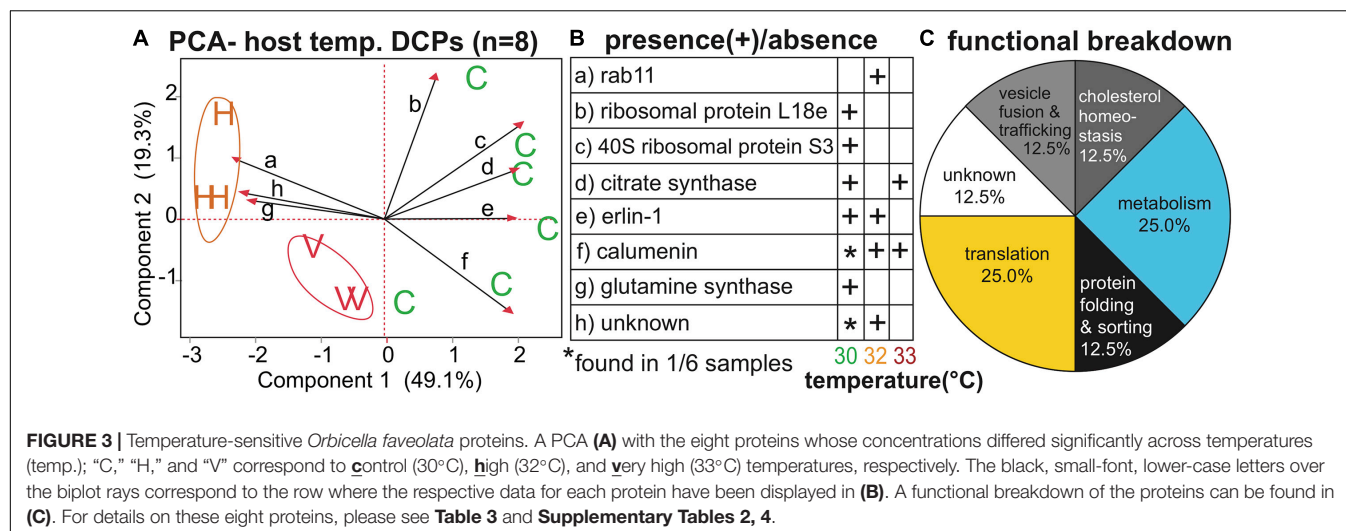 A PCA- host temp. DCPs (n=8)
Component 2 (19.3%)
2
1
0
-1
-3
-2
-1
0
1
2
Component 1 (49.1%)
H
HH
V
VV
C
C
C
C
C
C
a
h
g
b
c
d
e
f
B presence(+)/absence
a) rab11 +
b) ribosomal protein L18e +
c) 40S ribosomal protein S3 +
d) citrate synthase + +
e) erlin-1 + +
f) calumenin * + +
g) glutamine synthase +
h) unknown * +
*found in 1/6 samples
30 32 33
temperature(°C)
C functional breakdown
vesicle
fusion &
trafficking
12.5%
cholesterol
homeo-
stasis
12.5%
unknown
12.5%
metabolism
25.0%
translation
25.0%
protein
folding
& sorting
12.5%
FIGURE 3 | Temperature-sensitive Orbicella faveolata proteins. A PCA (A) with the eight proteins whose concentrations differed significantly across temperatures
(temp.); “C,” “H,” and “V” correspond to control (30°C), high (32°C), and very high (33°C) temperatures, respectively. The black, small-font, lower-case letters over
the biplot rays correspond to the row where the respective data for each protein have been displayed in (B). A functional breakdown of the proteins can be found in
(C). For details on these eight proteins, please see Table 3 and Supplementary Tables 2, 4.